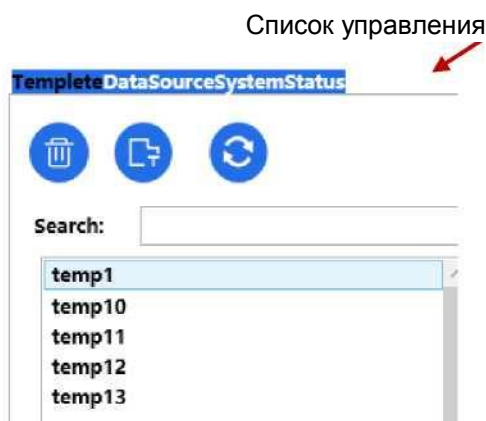 Список управления
TempleteDataSourceSystemStatus
Search:
temp1
temp10
temp11
temp12
temp13